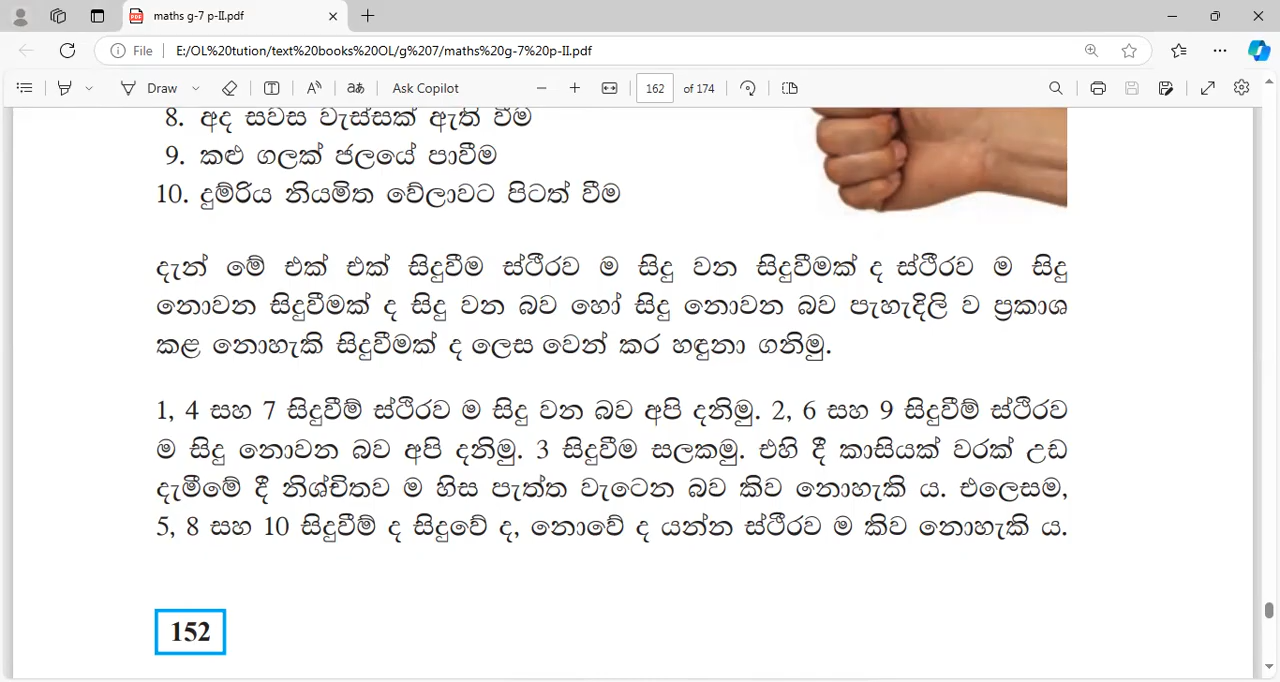 maths g-7 p-II.pdf
File E:/OL%20tution/text%20books%20OL/g%207/maths%20g-7%20p-II.pdf
Draw Ask Copilot 162 of 174
8. අද සවස වැස්සක් ඇති වීම
9. කළු ගලක් ජලයේ පාවීම
10. දුම්රිය නියමිත වේලාවට පිටත් වීම
දැන් මේ එක් එක් සිදුවීම ස්ථීරව ම සිදු වන සිදුවීමක් ද ස්ථීරව ම සිදු
නොවන සිදුවීමක් ද සිදු වන බව හෝ සිදු නොවන බව පැහැදිලි ව ප්‍රකාශ
කළ නොහැකි සිදුවීමක් ද ලෙස වෙන් කර හඳුනා ගනිමු.
1, 4 සහ 7 සිදුවීම් ස්ථීරව ම සිදු වන බව අපි දනිමු. 2, 6 සහ 9 සිදුවීම් ස්ථීරව
ම සිදු නොවන බව අපි දනිමු. 3 සිදුවීම සලකමු. එහි දී කාසියක් වරක් උඩ
දැමීමේ දී නිශ්චිතව ම හිස පැත්ත වැටෙන බව කිව නොහැකි ය. එලෙසම,
5, 8 සහ 10 සිදුවීම් ද සිදුවේ ද, නොවේ ද යන්න ස්ථීරව ම කිව නොහැකි ය.
152